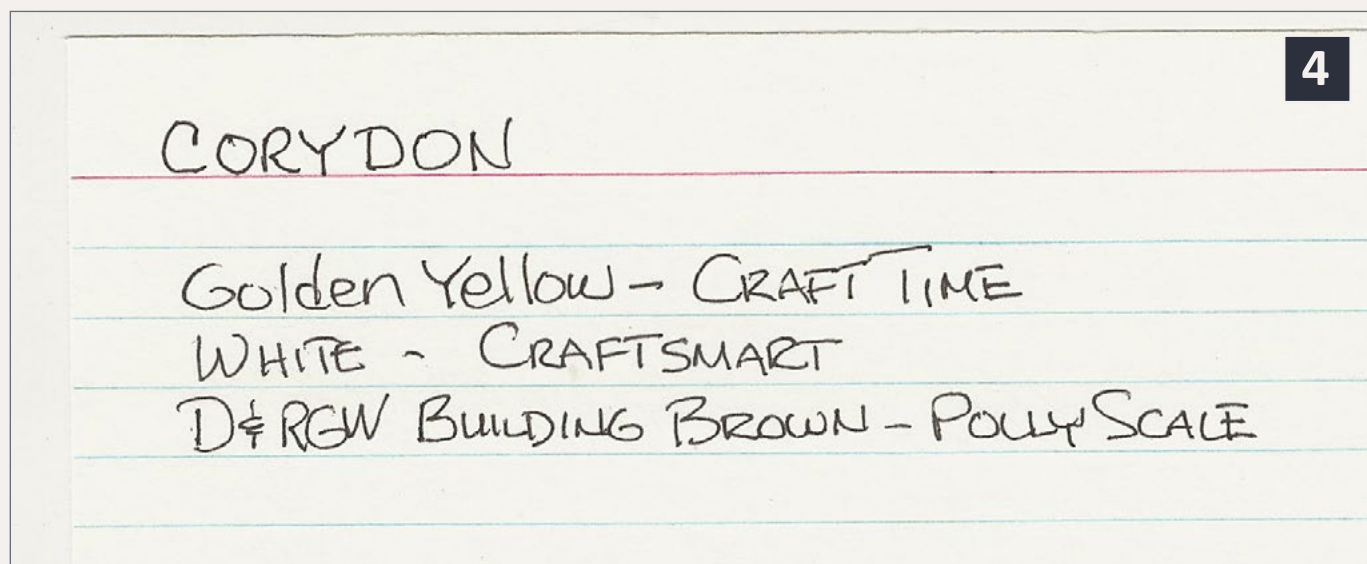 4
CORYDON
Golden Yellow - CRAFT TIME
WHITE - CRAFTSMART
D&RGW BUILDING BROWN - POLLY SCALE